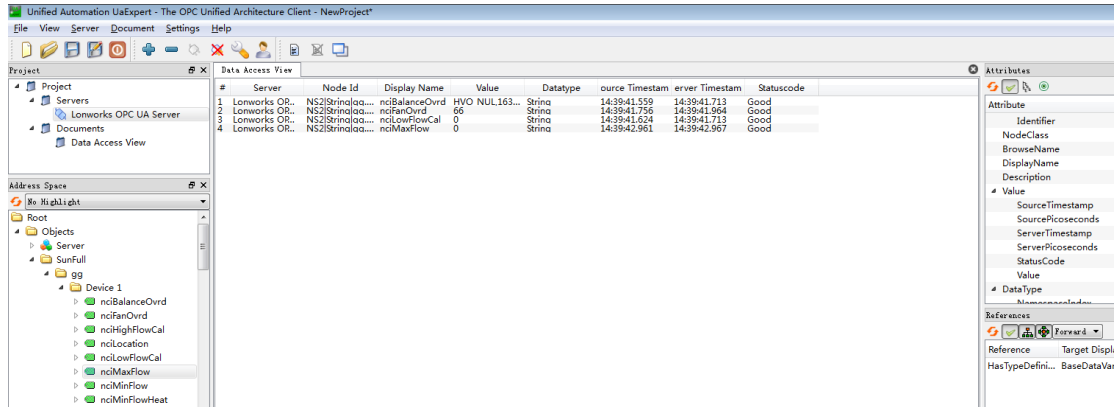 Unified Automation UaExpert - The OPC Unified Architecture Client - NewProject*
File View Server Document Settings Help
Project
Project
Servers
Lonworks OPC UA Server
Documents
Data Access View
Address Space
No Highlight
Root
Objects
Server
SunFull
gg
Device 1
nciBalanceOvrd
nciFanOvrd
nciHighFlowCal
nciLocation
nciLowFlowCal
nciMaxFlow
nciMinFlow
nciMinFlowHeat
Data Access View
# Server Node Id Display Name Value Datatype ource Timestam erver Timestam Statuscode
1 Lonworks OP... NS2|String|gg.... nciBalanceOvrd HVO NUL,163... String 14:39:41.559 14:39:41.713 Good
2 Lonworks OP... NS2|String|gg.... nciFanOvrd 66 String 14:39:41.756 14:39:41.964 Good
3 Lonworks OP... NS2|String|gg.... nciLowFlowCal 0 String 14:39:41.624 14:39:41.713 Good
4 Lonworks OP... NS2|String|gg.... nciMaxFlow 0 String 14:39:42.961 14:39:42.967 Good
Attributes
Attribute
Identifier
NodeClass
BrowseName
DisplayName
Description
Value
SourceTimestamp
SourcePicoseconds
ServerTimestamp
ServerPicoseconds
StatusCode
Value
DataType
NamespaceIndex
References
Forward
Reference Target Displa
HasTypeDefini... BaseDataVar